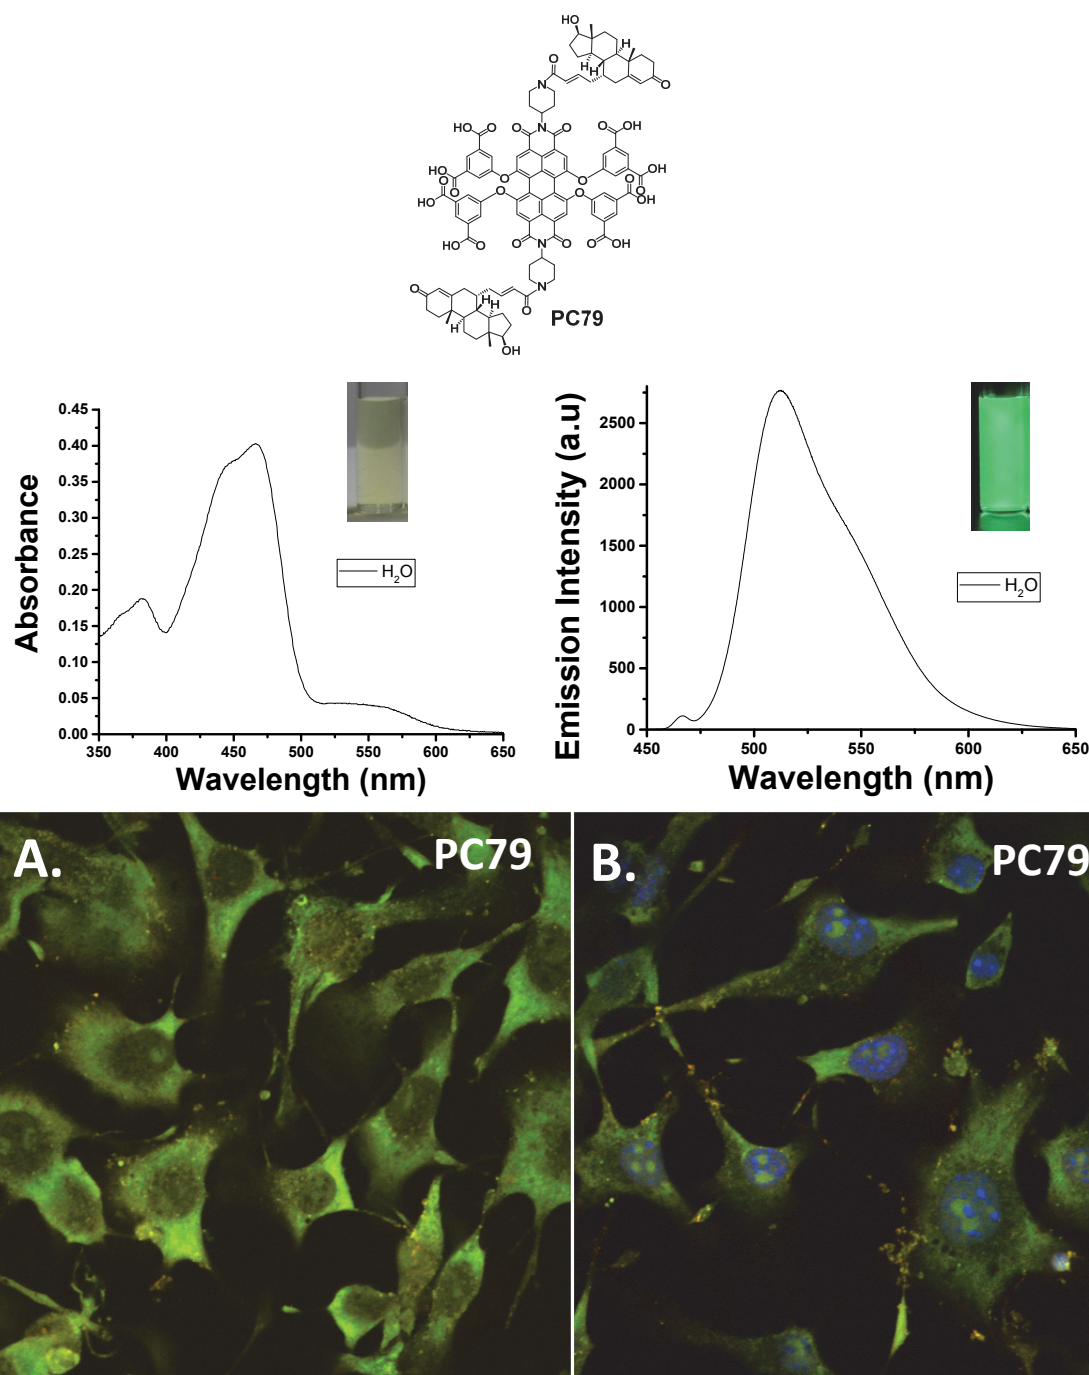 HO
H
H
H
O
O
N
O
N
O
HO
O
O
OH
HO
O
O
O
OH
O
HO
O
O
O
O
OH
HO
O
O
OH
O
N
O
N
O
O
H
H
H
OH
PC79
Absorbance
0.45
0.40
0.35
0.30
0.25
0.20
0.15
0.10
0.05
0.00
350 400 450 500 550 600 650
Wavelength (nm)
H₂O
Emission Intensity (a.u)
2500
2000
1500
1000
500
0
450 500 550 600 650
Wavelength (nm)
H₂O
A.
PC79
B.
PC79